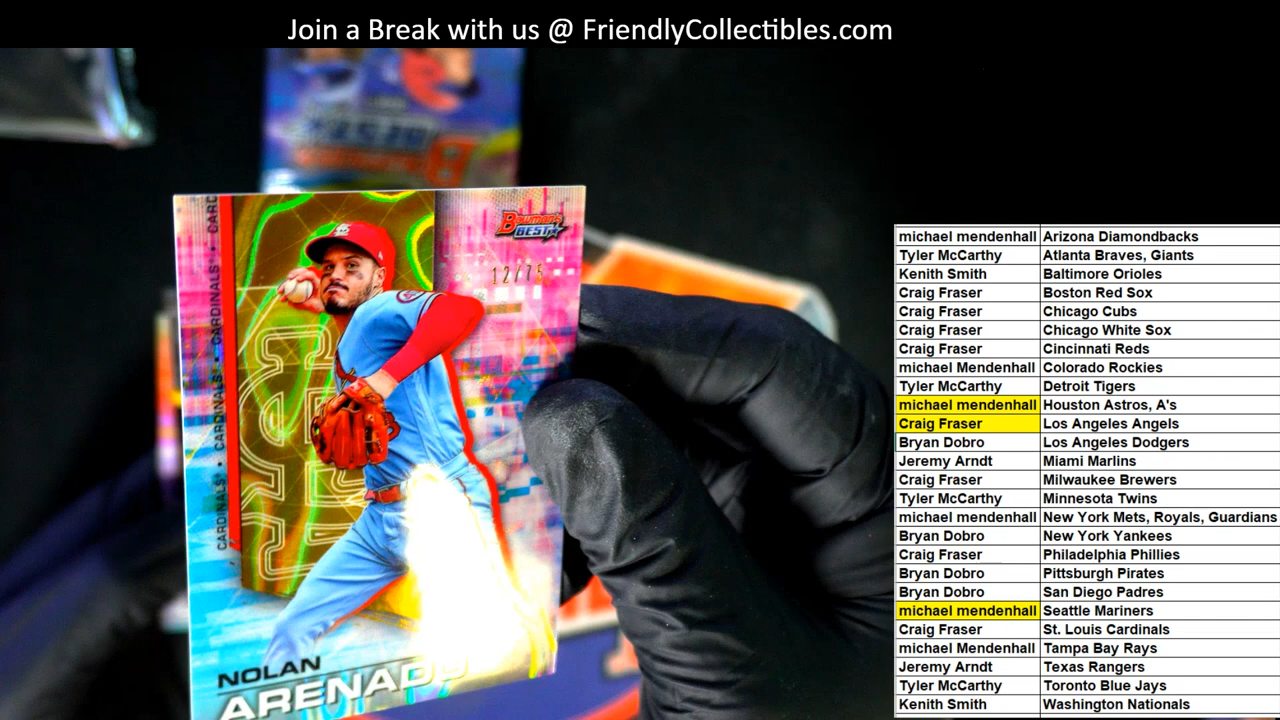 Join a Break with us @ FriendlyCollectibles.com
CARDINALS • CARDINALS • CARDINALS • CARD
Bowman's
BEST
12/75
NOLAN
ARENADO
michael mendenhall Arizona Diamondbacks
Tyler McCarthy Atlanta Braves, Giants
Kenith Smith Baltimore Orioles
Craig Fraser Boston Red Sox
Craig Fraser Chicago Cubs
Craig Fraser Chicago White Sox
Craig Fraser Cincinnati Reds
michael Mendenhall Colorado Rockies
Tyler McCarthy Detroit Tigers
michael mendenhall Houston Astros, A's
Craig Fraser Los Angeles Angels
Bryan Dobro Los Angeles Dodgers
Jeremy Arndt Miami Marlins
Craig Fraser Milwaukee Brewers
Tyler McCarthy Minnesota Twins
michael mendenhall New York Mets, Royals, Guardians
Bryan Dobro New York Yankees
Craig Fraser Philadelphia Phillies
Bryan Dobro Pittsburgh Pirates
Bryan Dobro San Diego Padres
michael mendenhall Seattle Mariners
Craig Fraser St. Louis Cardinals
michael Mendenhall Tampa Bay Rays
Jeremy Arndt Texas Rangers
Tyler McCarthy Toronto Blue Jays
Kenith Smith Washington Nationals